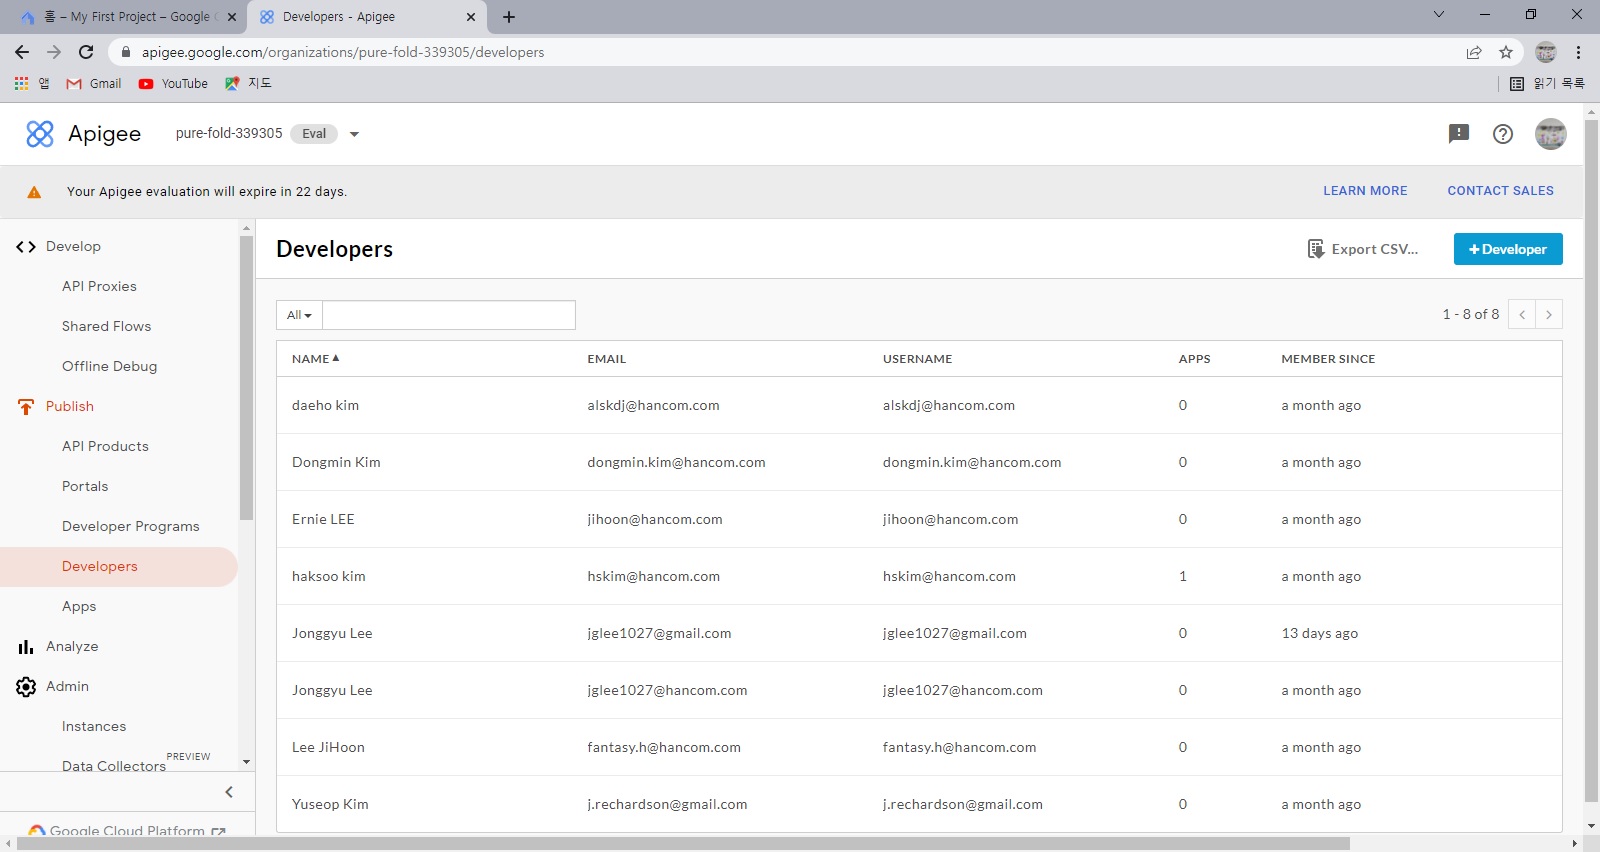 홈 – My First Project – Google C
Developers - Apigee
apigee.google.com/organizations/pure-fold-339305/developers
앱
Gmail
YouTube
지도
읽기 목록
Apigee
pure-fold-339305
Eval
Your Apigee evaluation will expire in 22 days.
LEARN MORE
CONTACT SALES
Develop
API Proxies
Shared Flows
Offline Debug
Publish
API Products
Portals
Developer Programs
Developers
Apps
Analyze
Admin
Instances
Data Collectors PREVIEW
Google Cloud Platform
Developers
Export CSV...
+Developer
All
1 - 8 of 8
NAME EMAIL USERNAME APPS MEMBER SINCE
daeho kim alskdj@hancom.com alskdj@hancom.com 0 a month ago
Dongmin Kim dongmin.kim@hancom.com dongmin.kim@hancom.com 0 a month ago
Ernie LEE jihoon@hancom.com jihoon@hancom.com 0 a month ago
haksoo kim hskim@hancom.com hskim@hancom.com 1 a month ago
Jonggyu Lee jglee1027@gmail.com jglee1027@gmail.com 0 13 days ago
Jonggyu Lee jglee1027@hancom.com jglee1027@hancom.com 0 a month ago
Lee JiHoon fantasy.h@hancom.com fantasy.h@hancom.com 0 a month ago
Yuseop Kim j.rechardson@gmail.com j.rechardson@gmail.com 0 a month ago